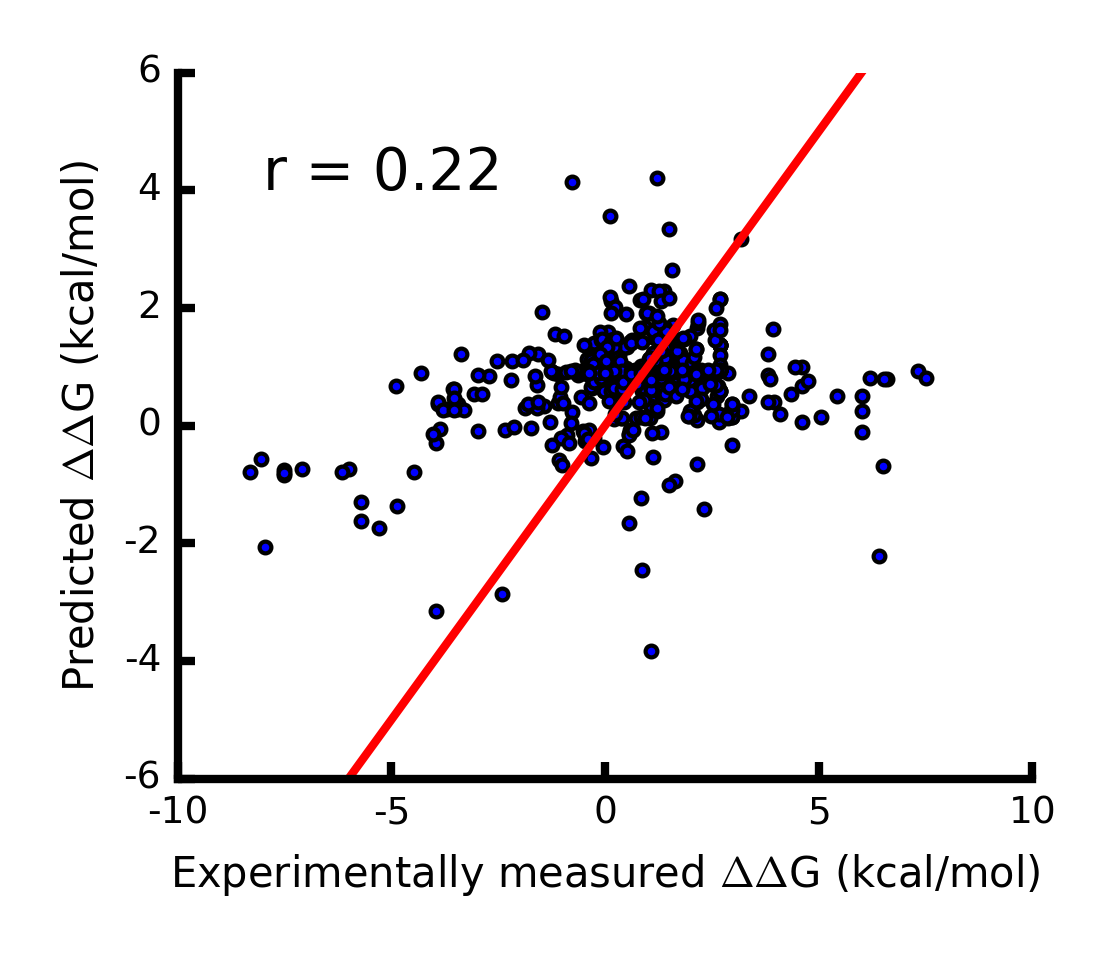 6
4
2
0
-2
-4
-6
r = 0.22
Predicted ΔΔG (kcal/mol)
-10 -5 0 5 10
Experimentally measured ΔΔG (kcal/mol)